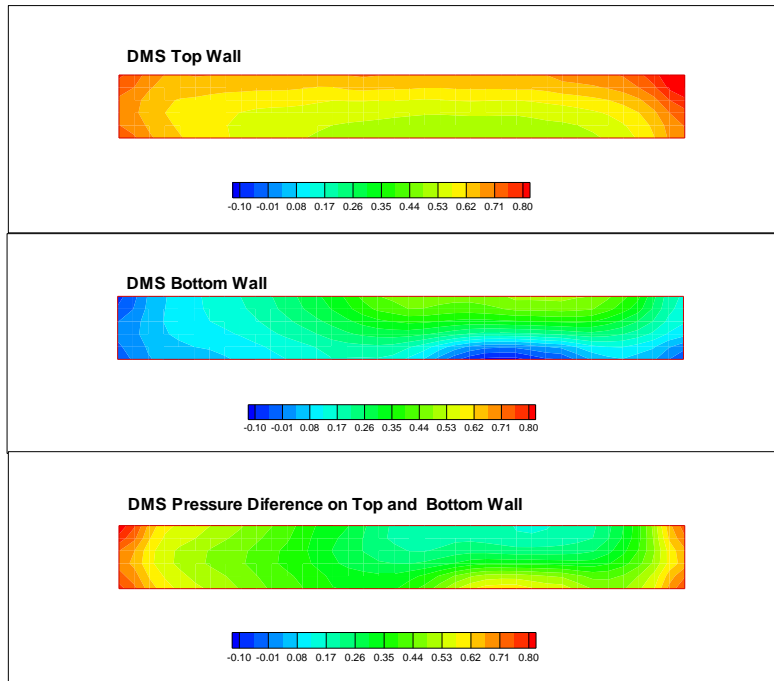 DMS Top Wall
-0.10 -0.01 0.08 0.17 0.26 0.35 0.44 0.53 0.62 0.71 0.80
DMS Bottom Wall
-0.10 -0.01 0.08 0.17 0.26 0.35 0.44 0.53 0.62 0.71 0.80
DMS Pressure Diference on Top and Bottom Wall
-0.10 -0.01 0.08 0.17 0.26 0.35 0.44 0.53 0.62 0.71 0.80